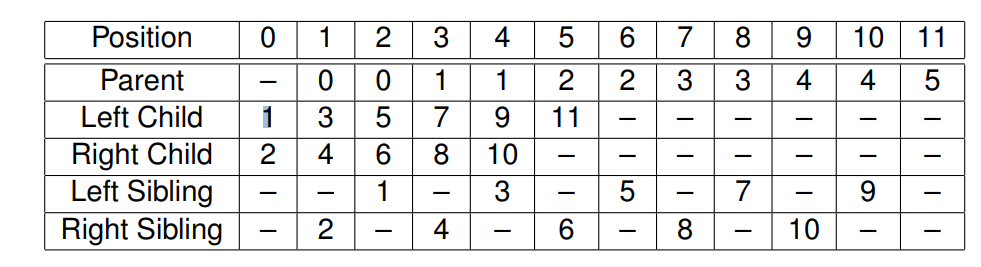 Position 0 1 2 3 4 5 6 7 8 9 10 11
Parent – 0 0 1 1 2 2 3 3 4 4 5
Left Child 1 3 5 7 9 11 – – – – – –
Right Child 2 4 6 8 10 – – – – – – –
Left Sibling – – 1 – 3 – 5 – 7 – 9 –
Right Sibling – 2 – 4 – 6 – 8 – 10 – –